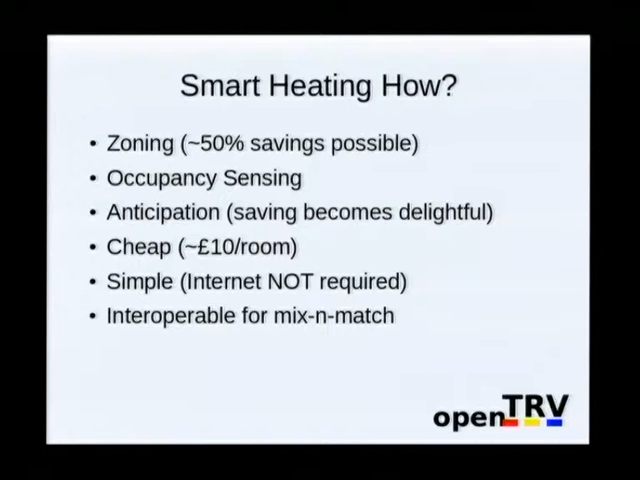 Smart Heating How?
• Zoning (~50% savings possible)
• Occupancy Sensing
• Anticipation (saving becomes delightful)
• Cheap (~£10/room)
• Simple (Internet NOT required)
• Interoperable for mix-n-match
openTRV